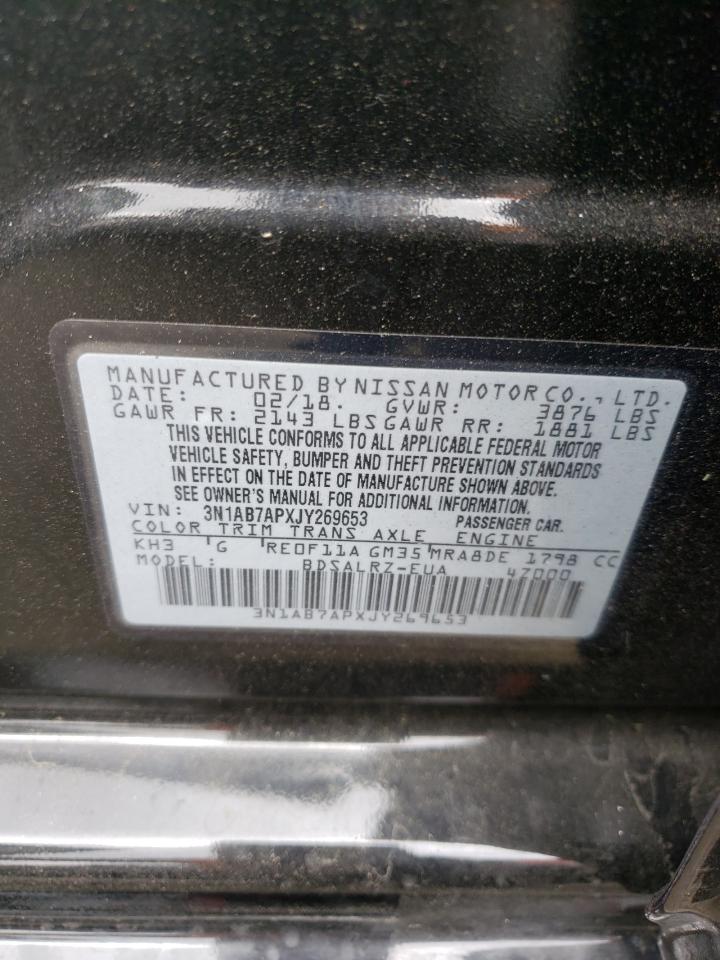 MANUFACTURED BY NISSAN MOTOR CO., LTD.
DATE: 02/18. GVWR: 3876 LBS
GAWR FR: 2143 LBS GAWR RR: 1881 LBS
THIS VEHICLE CONFORMS TO ALL APPLICABLE FEDERAL MOTOR
VEHICLE SAFETY, BUMPER AND THEFT PREVENTION STANDARDS
IN EFFECT ON THE DATE OF MANUFACTURE SHOWN ABOVE.
SEE OWNER'S MANUAL FOR ADDITIONAL INFORMATION.
VIN: 3N1AB7APXJY269653 PASSENGER CAR.
COLOR TRIM TRANS AXLE ENGINE
KH3 G RE0F11A GM35 MRA8DE 1798 CC
MODEL: BDSALRZ-EUA 47000
3N1AB7APXJY269653